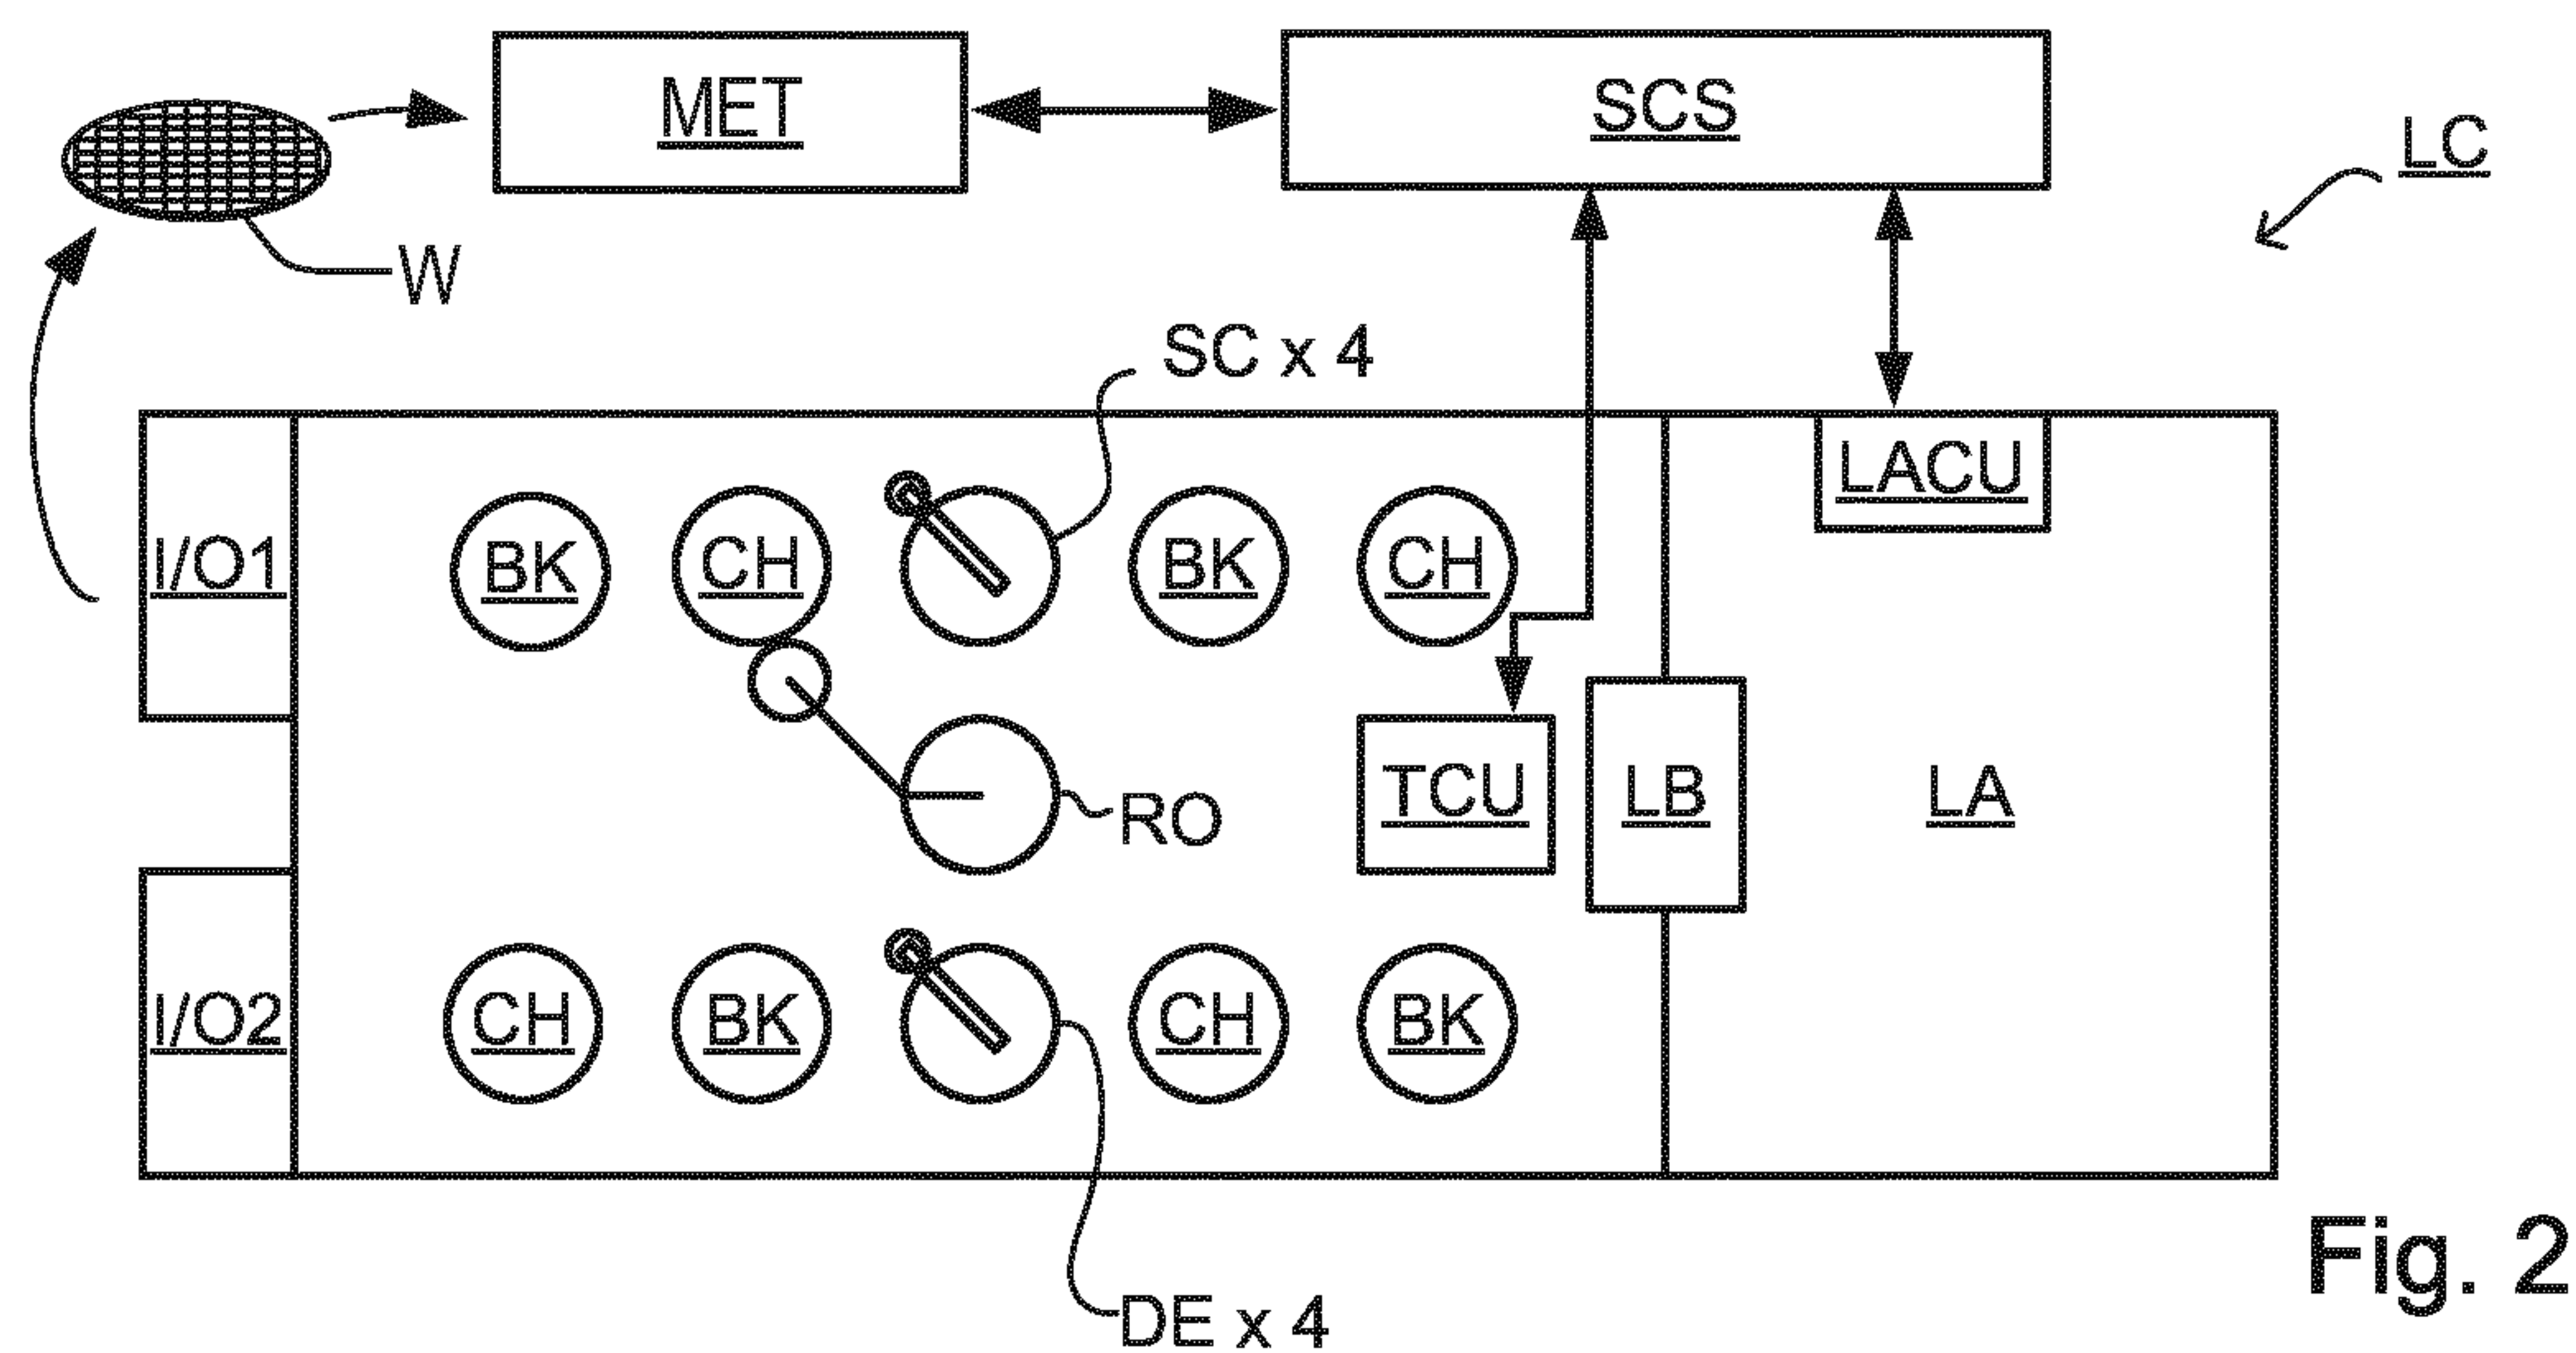 MET
SCS
LC
W
SC x 4
LACU
I/O1
BK
CH
BK
CH
RO
TCU
LB
LA
I/O2
CH
BK
CH
BK
DE x 4
Fig. 2